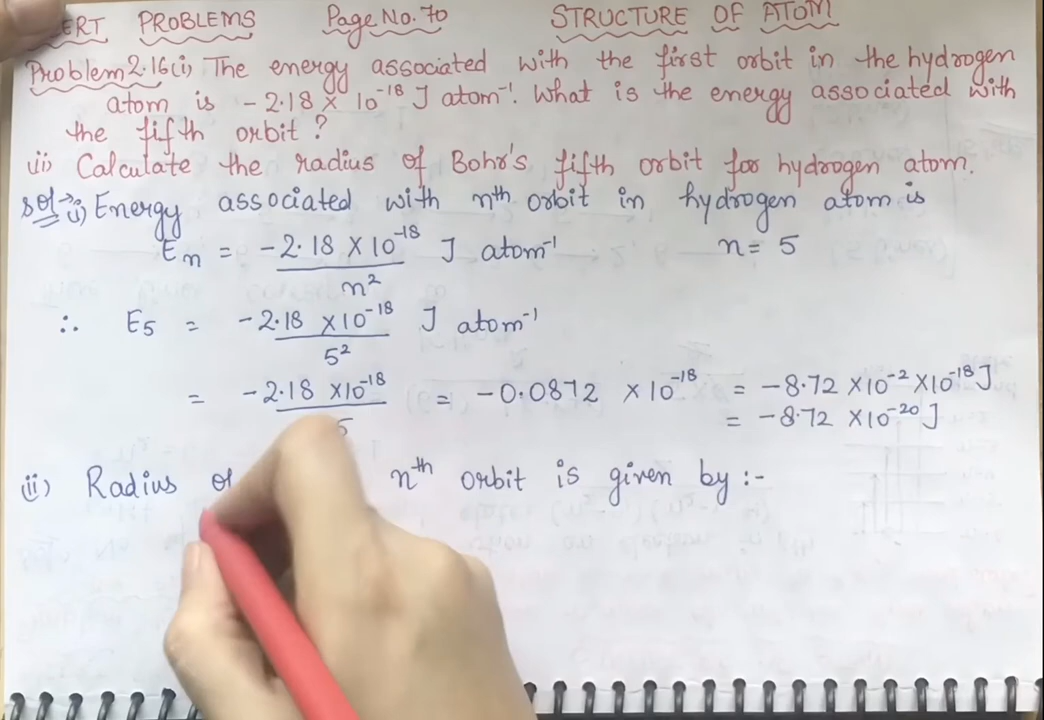 ERT PROBLEMS Page No. 70 STRUCTURE OF ATOM
Problem 2.16(i) The energy associated with the first orbit in the hydrogen
atom is -2.18 × 10⁻¹⁸ J atom⁻¹. What is the energy associated with
the fifth orbit?
ii) Calculate the radius of Bohr's fifth orbit for hydrogen atom.
Sol→ (i) Energy associated with nth orbit in hydrogen atom is
Eₙ = -2.18 × 10⁻¹⁸ / n² J atom⁻¹ n = 5
∴ E₅ = -2.18 × 10⁻¹⁸ / 5² J atom⁻¹
= -2.18 × 10⁻¹⁸ / 5 = -0.0872 × 10⁻¹⁸ = -8.72 × 10⁻² × 10⁻¹⁸ J
= -8.72 × 10⁻²⁰ J
(ii) Radius of nᵗʰ orbit is given by :-